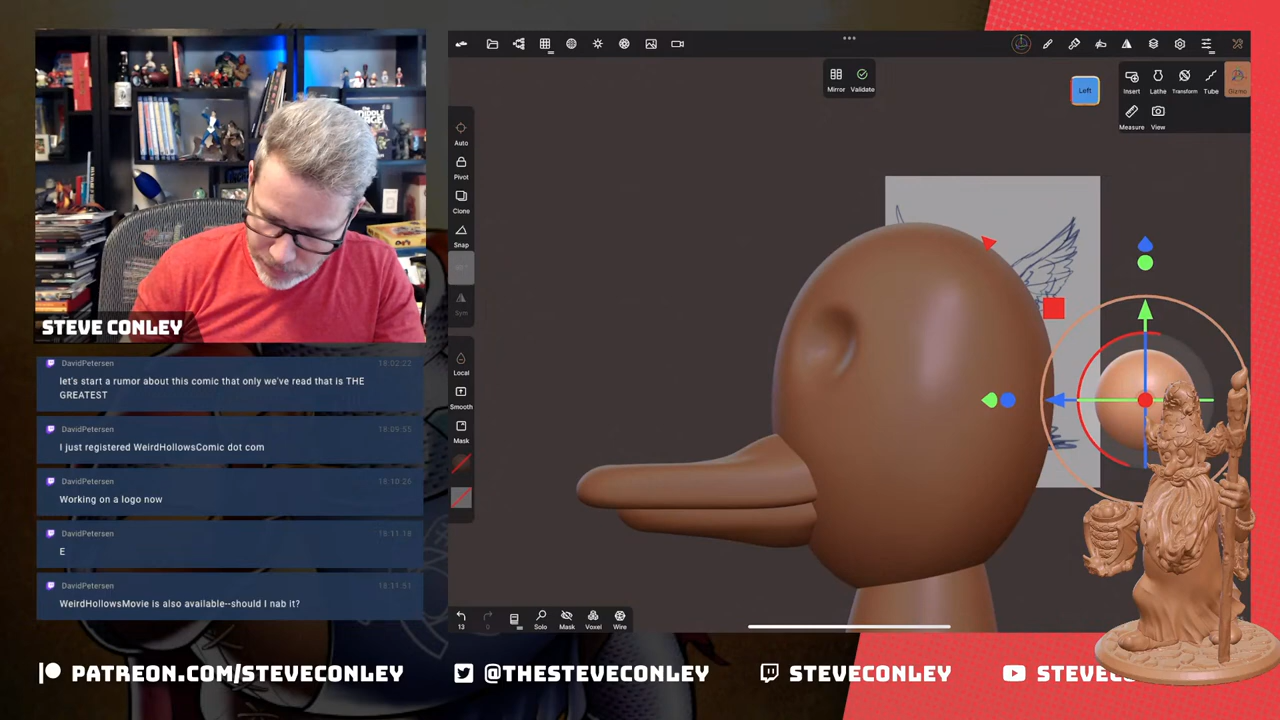 STEVE CONLEY
DavidPetersen 18:02:22
let's start a rumor about this comic that only we've read that is THE
GREATEST
DavidPetersen 18:09:55
I just registered WeirdHollowsComic dot com
DavidPetersen 18:10:26
Working on a logo now
DavidPetersen 18:11:18
E
DavidPetersen 18:11:51
WeirdHollowsMovie is also available--should I nab it?
Mirror Validate
Left
Insert Lathe Transform Tube Gizmo
Measure View
Auto
Pivot
Clone
Snap
Sym
Local
Smooth
Mask
13 0 Solo Mask Voxel Wire
PATREON.COM/STEVECONLEY @THESTEVECONLEY STEVECONLEY